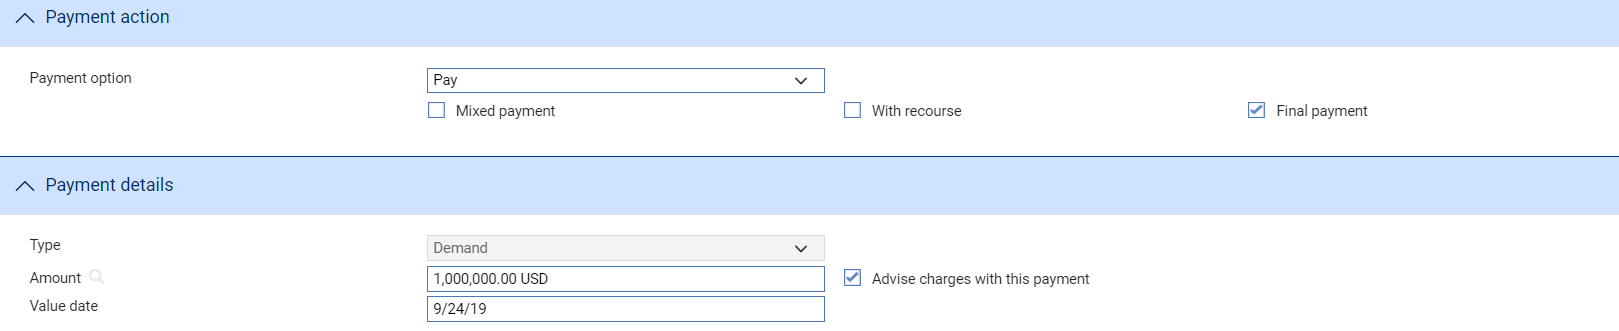 Payment action
Payment option
Pay
Mixed payment
With recourse
Final payment
Payment details
Type
Demand
Amount
1,000,000.00 USD
Advise charges with this payment
Value date
9/24/19